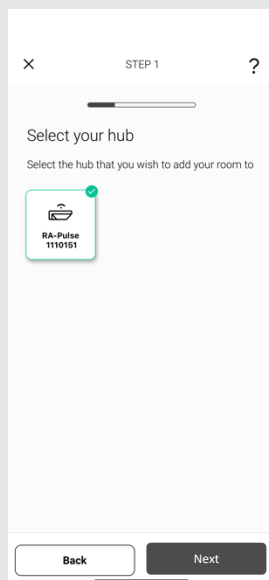 STEP 1
?
Select your hub
Select the hub that you wish to add your room to
RA-Pulse
1110151
Back
Next